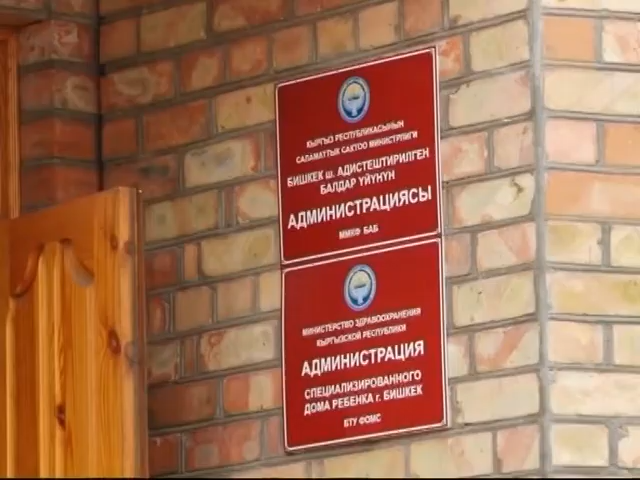 КЫРГЫЗ РЕСПУБЛИКАСЫНЫН
САЛАМАТТЫК САКТОО МИНИСТРЛИГИ
БИШКЕК ш. АДИСТЕШТИРИЛГЕН
БАЛДАР ҮЙҮНҮН
АДМИНИСТРАЦИЯСЫ
ММКФ БАБ
МИНИСТЕРСТВО ЗДРАВООХРАНЕНИЯ
КЫРГЫЗСКОЙ РЕСПУБЛИКИ
АДМИНИСТРАЦИЯ
СПЕЦИАЛИЗИРОВАННОГО
ДОМА РЕБЕНКА г. БИШКЕК
БТУ ФОМС